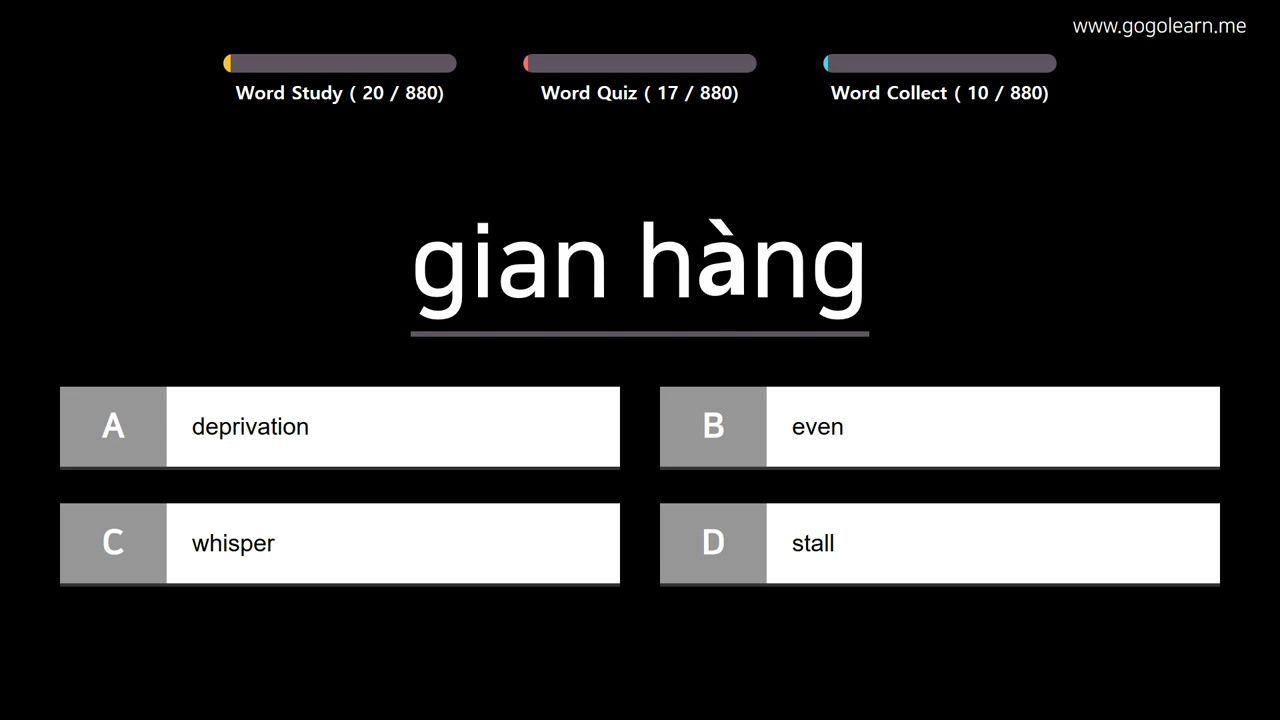 www.gogolearn.me
Word Study ( 20 / 880)
Word Quiz ( 17 / 880)
Word Collect ( 10 / 880)
gian hàng
A
deprivation
B
even
C
whisper
D
stall